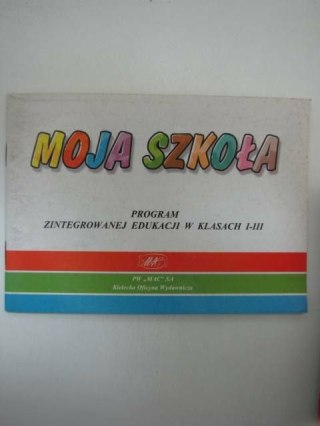 MOJA SZKOŁA
PROGRAM
ZINTEGROWANEJ EDUKACJI W KLASACH I-III
MAC
PW „MAC” SA
Kielecka Oficyna Wydawnicza